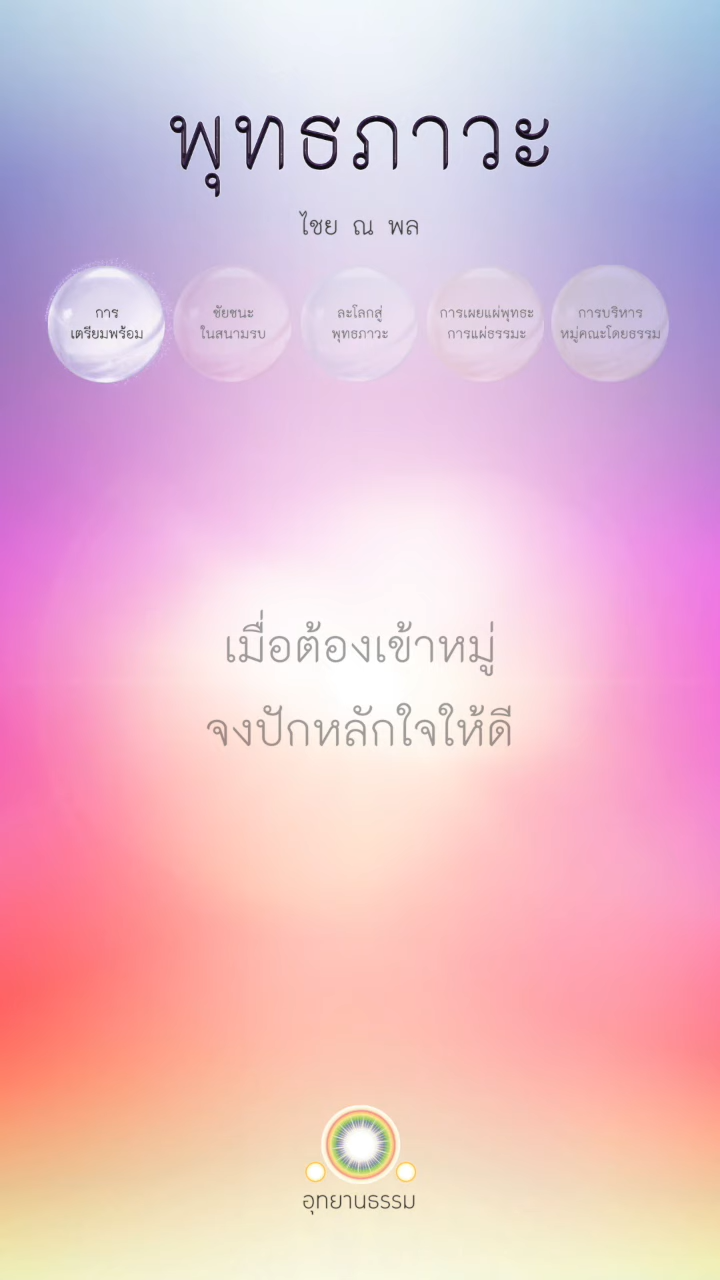 พุทธภาวะ
ไชย ณ พล
การ
เตรียมพร้อม
ชัยชนะ
ในสนามรบ
ละโลกสู่
พุทธภาวะ
การเผยแผ่พุทธะ
การแผ่ธรรมะ
การบริหาร
หมู่คณะโดยธรรม
เมื่อต้องเข้าหมู่
จงปักหลักใจให้ดี
อุทยานธรรม